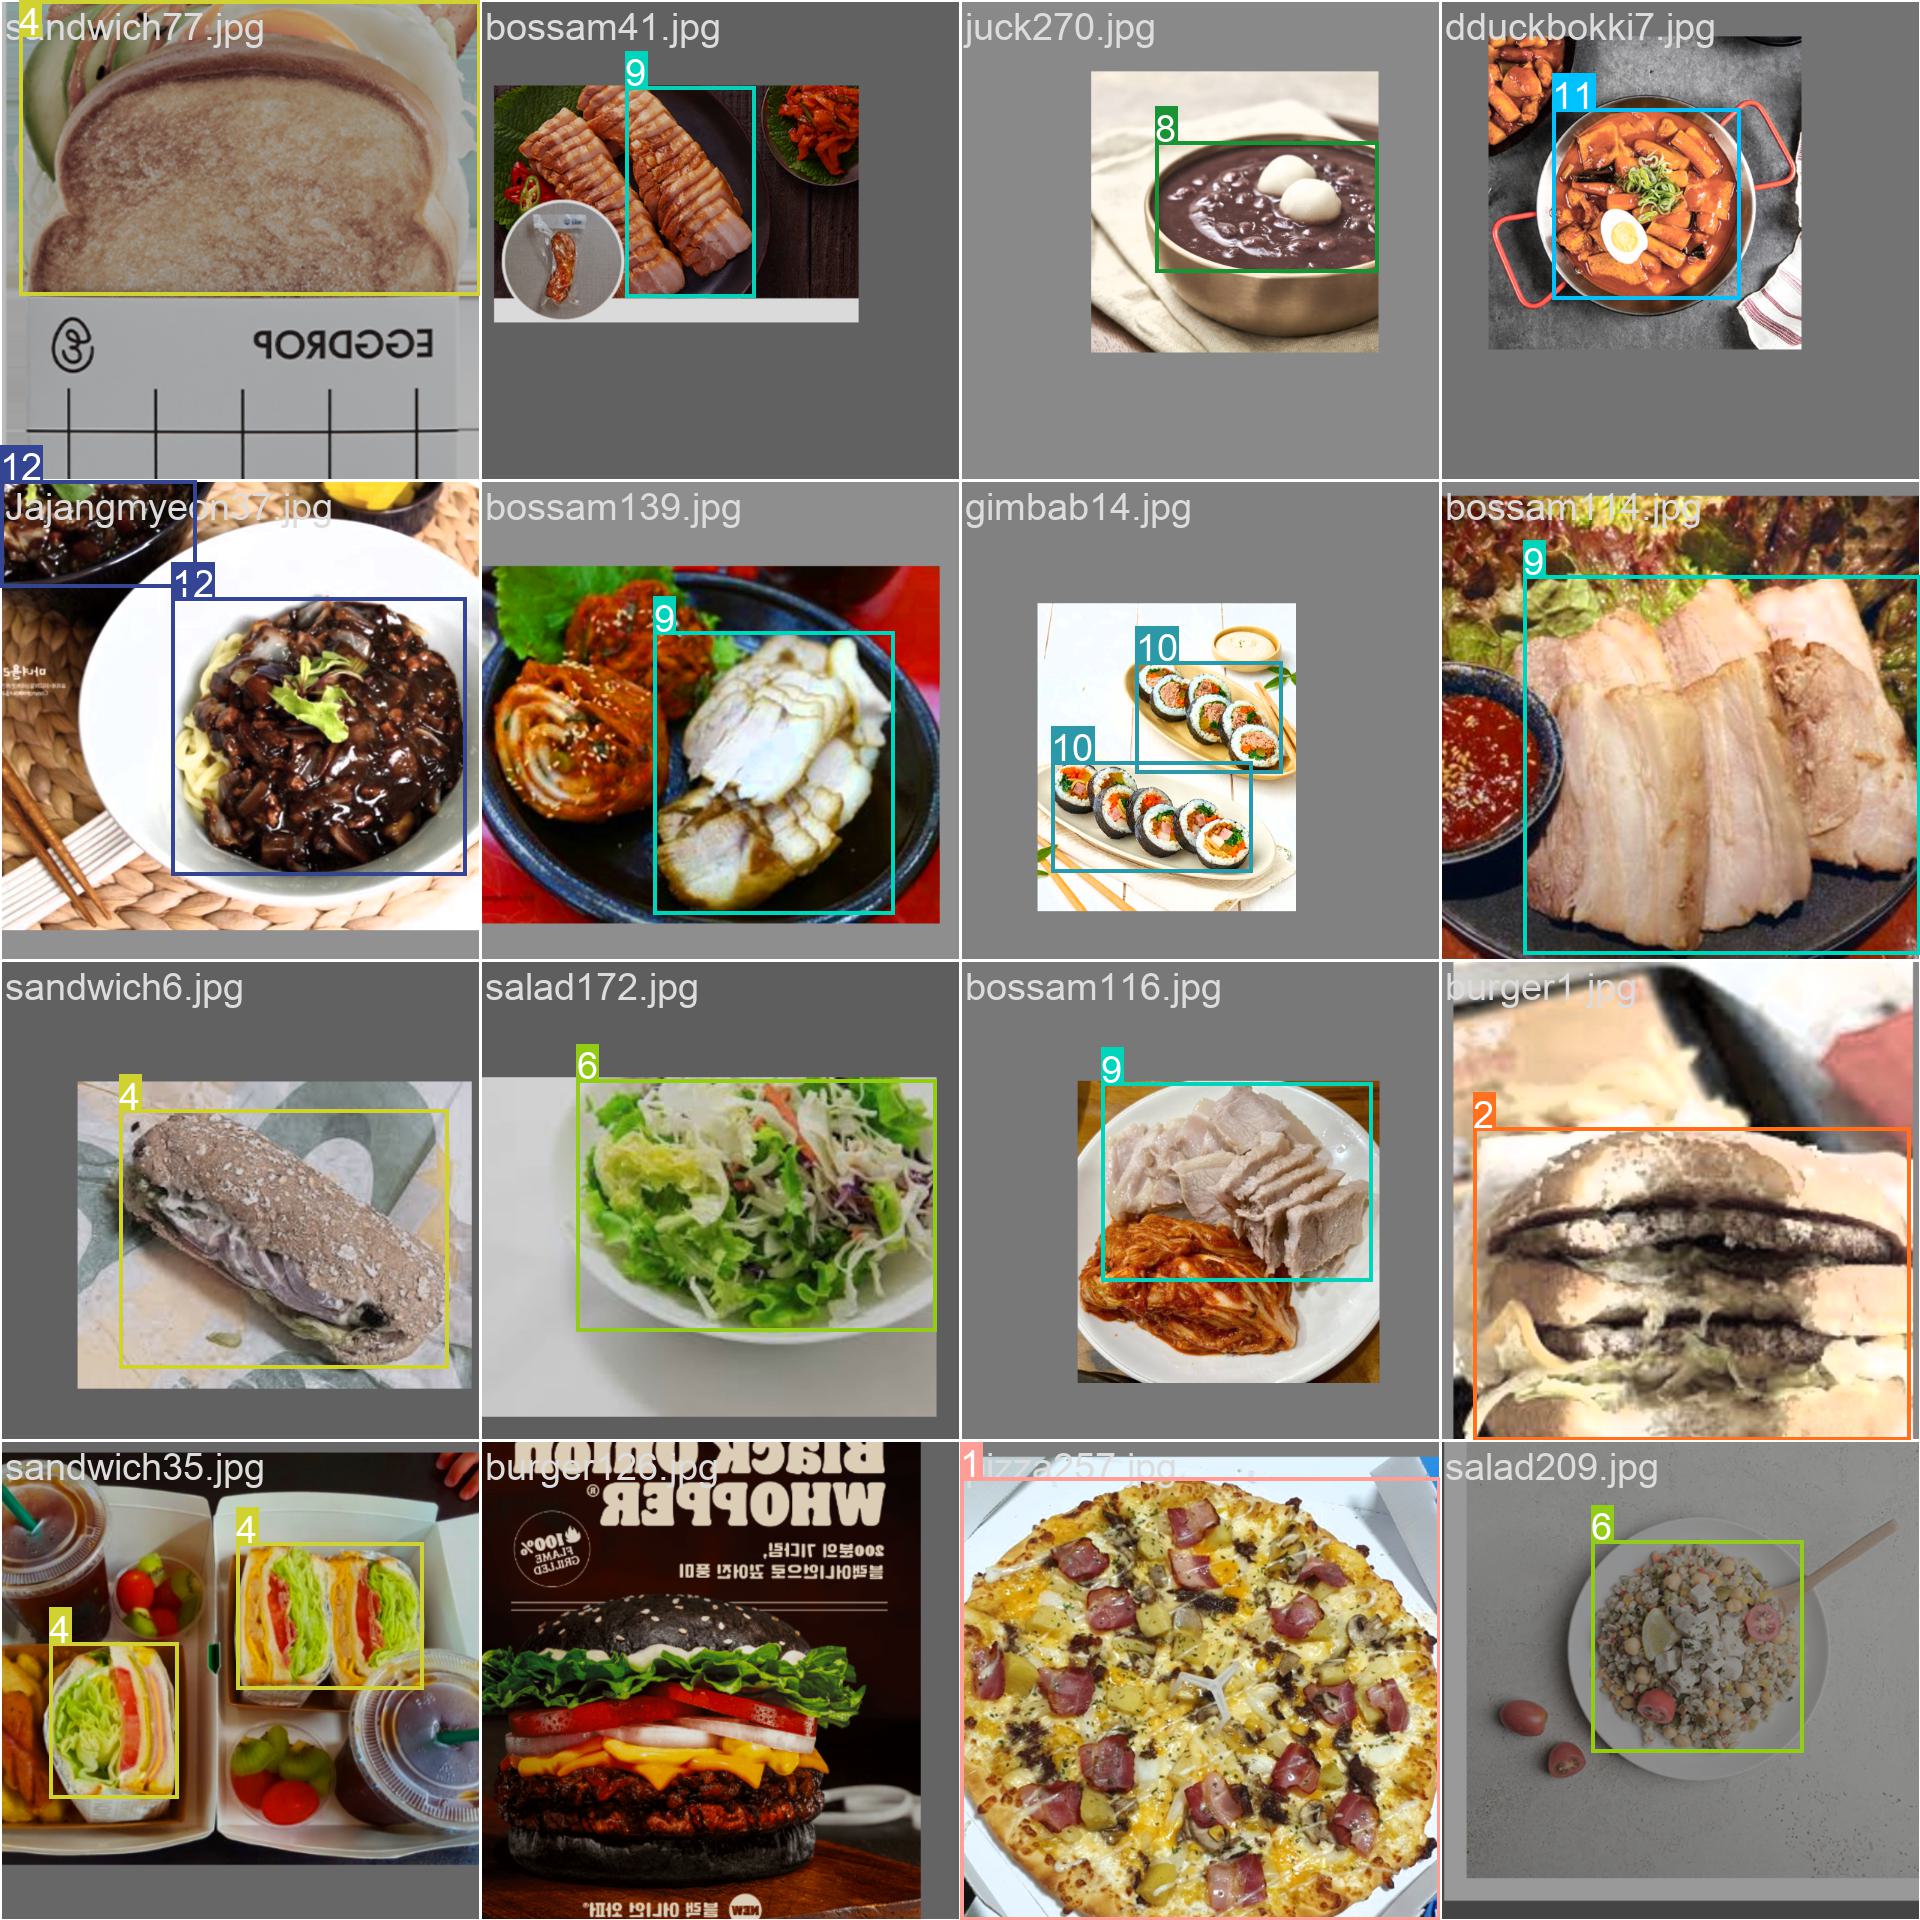 sandwich77.jpg
4
EGGDROP
bossam41.jpg
9
juck270.jpg
8
dduckbokki7.jpg
11
Jajangmyeon37.jpg
12
12
bossam139.jpg
9
gimbab14.jpg
10
10
bossam114.jpg
9
sandwich6.jpg
4
salad172.jpg
6
bossam116.jpg
9
burger1.jpg
2
sandwich35.jpg
4
4
burger126.jpg
Black Onion
WHOPPER®
100%
FLAME
GRILLED
200분의 기다림,
블랙어니언으로 깊어진 풍미
NEW
블랙 어니언 와퍼®
pizza257.jpg
1
salad209.jpg
6